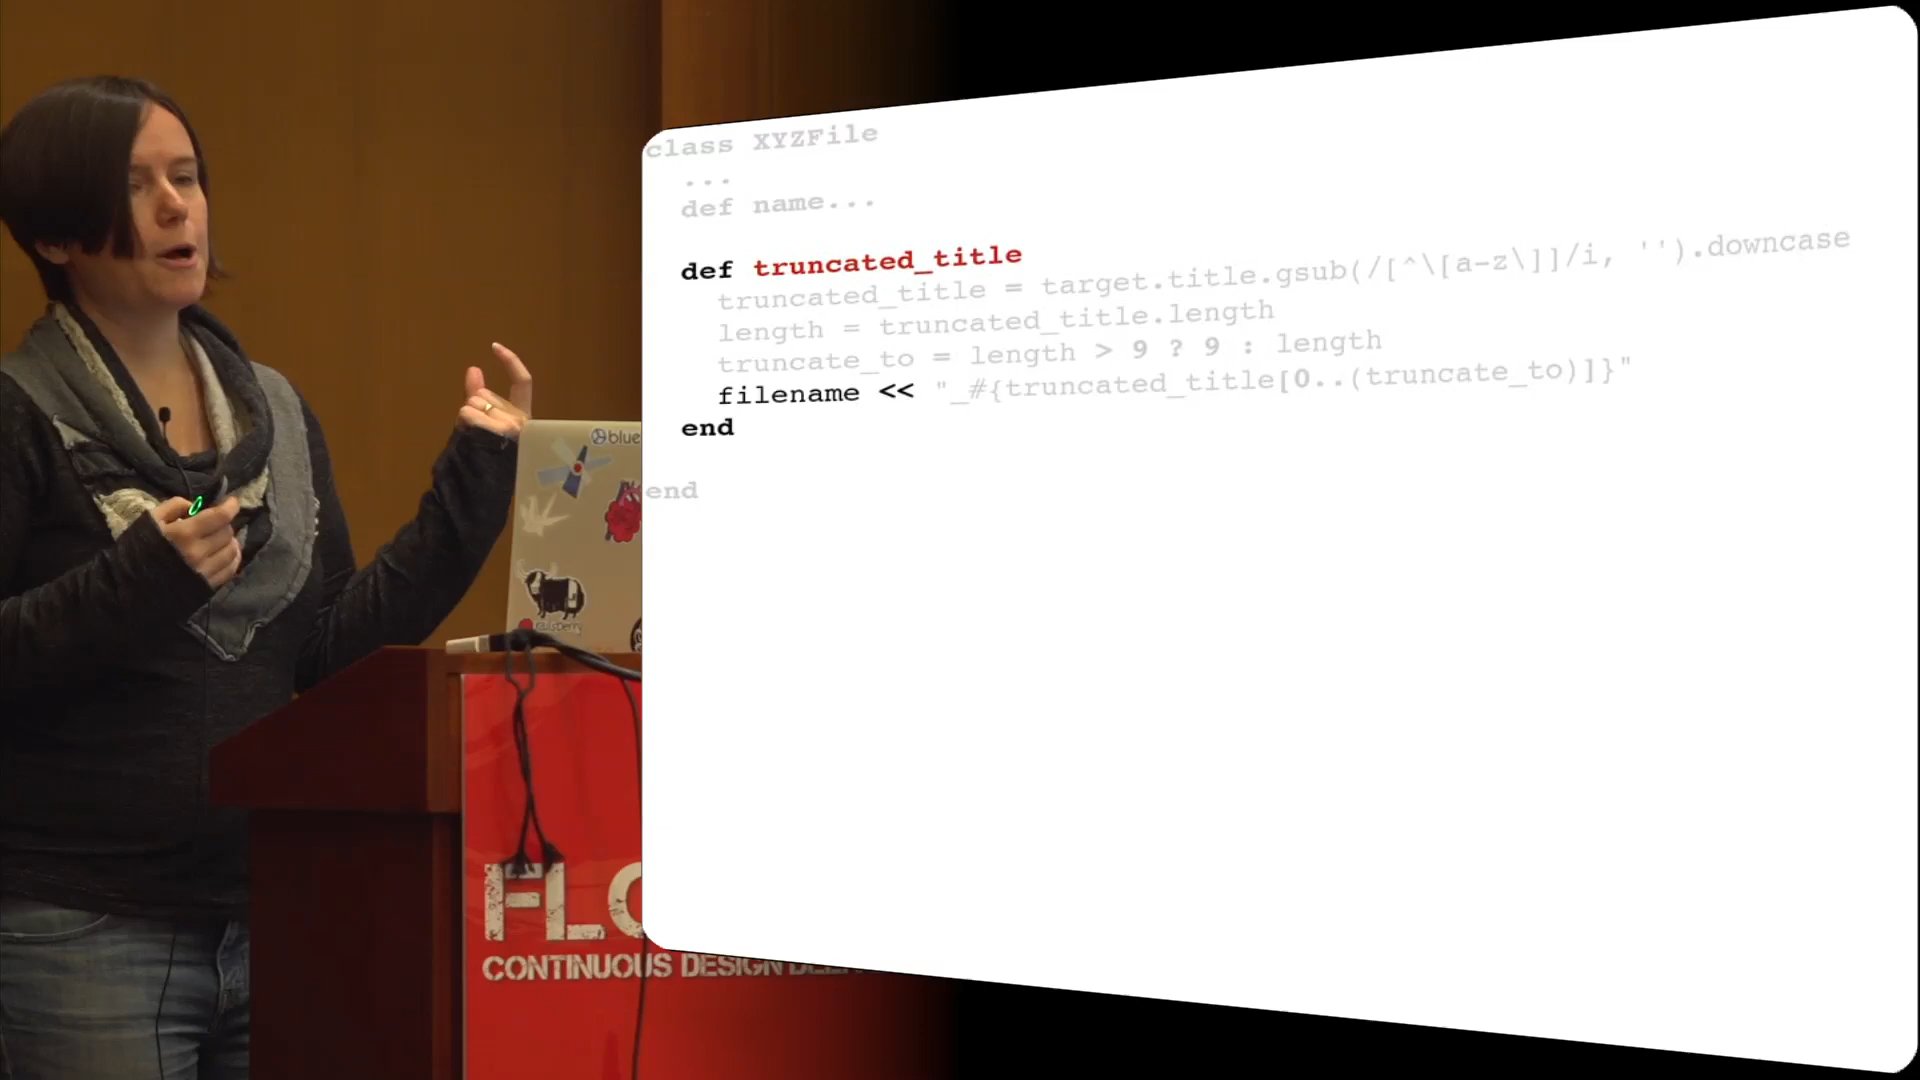 class XYZFile
  ...
  def name...
  def truncated_title
    truncated_title = target.title.gsub(/[^\[a-z\]]/i, '').downcase
    length = truncated_title.length
    truncate_to = length > 9 ? 9 : length
    filename << "_#{truncated_title[0..(truncate_to)]}"
  end
end
blue
FLO
CONTINUOUS DESIGN